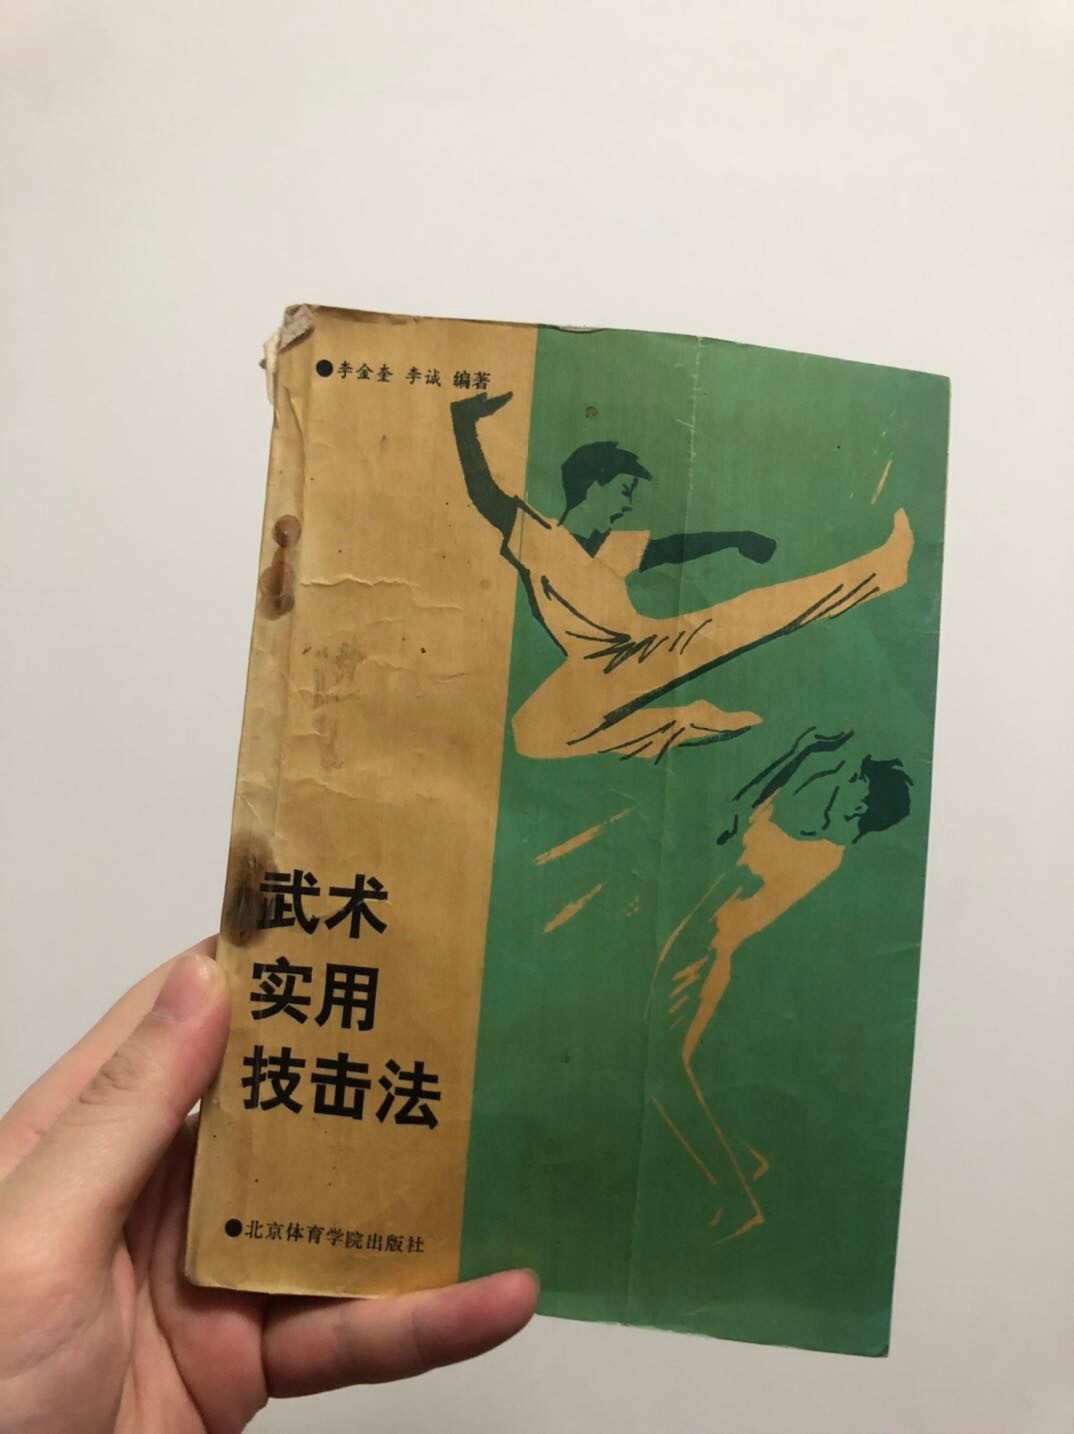 ●李金奎 李诚 编著
武术
实用
技击法
●北京体育学院出版社